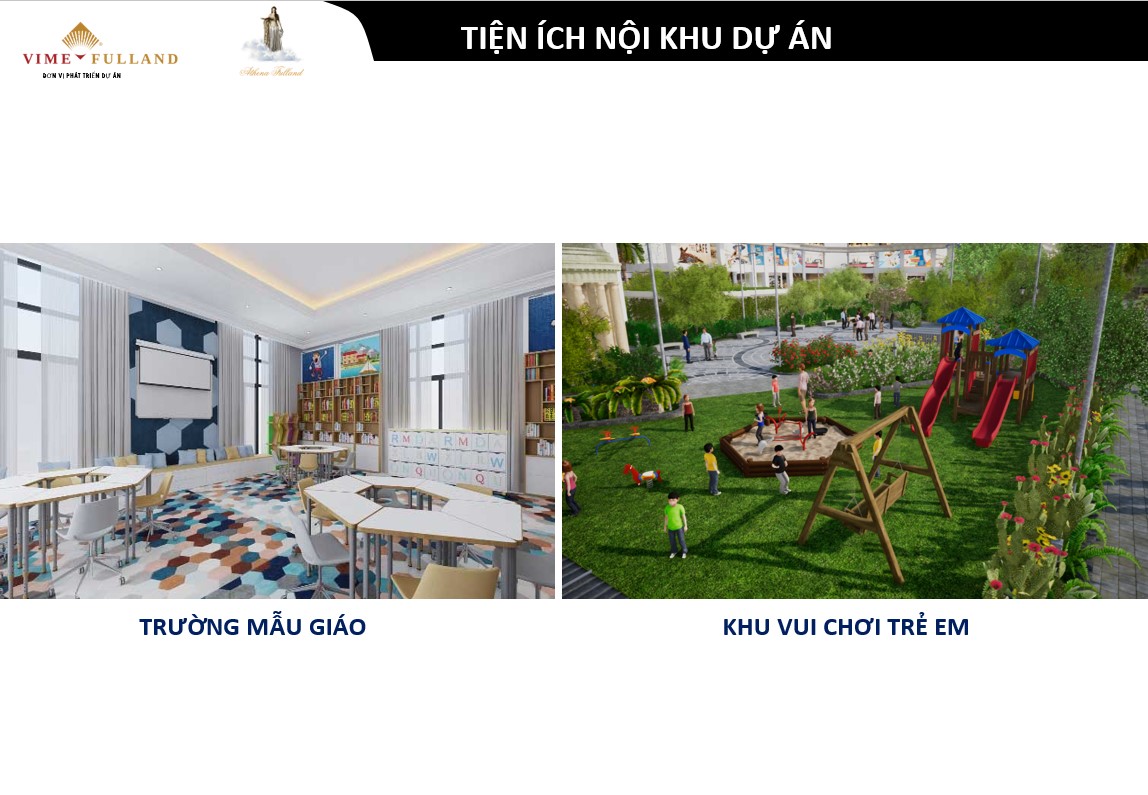 TIỆN ÍCH NỘI KHU DỰ ÁN
VIME FULLAND
ĐƠN VỊ PHÁT TRIỂN DỰ ÁN
Athena Fulland
CAFE
R M D A R M D A
W
W
Q
Q
TRƯỜNG MẪU GIÁO
KHU VUI CHƠI TRẺ EM